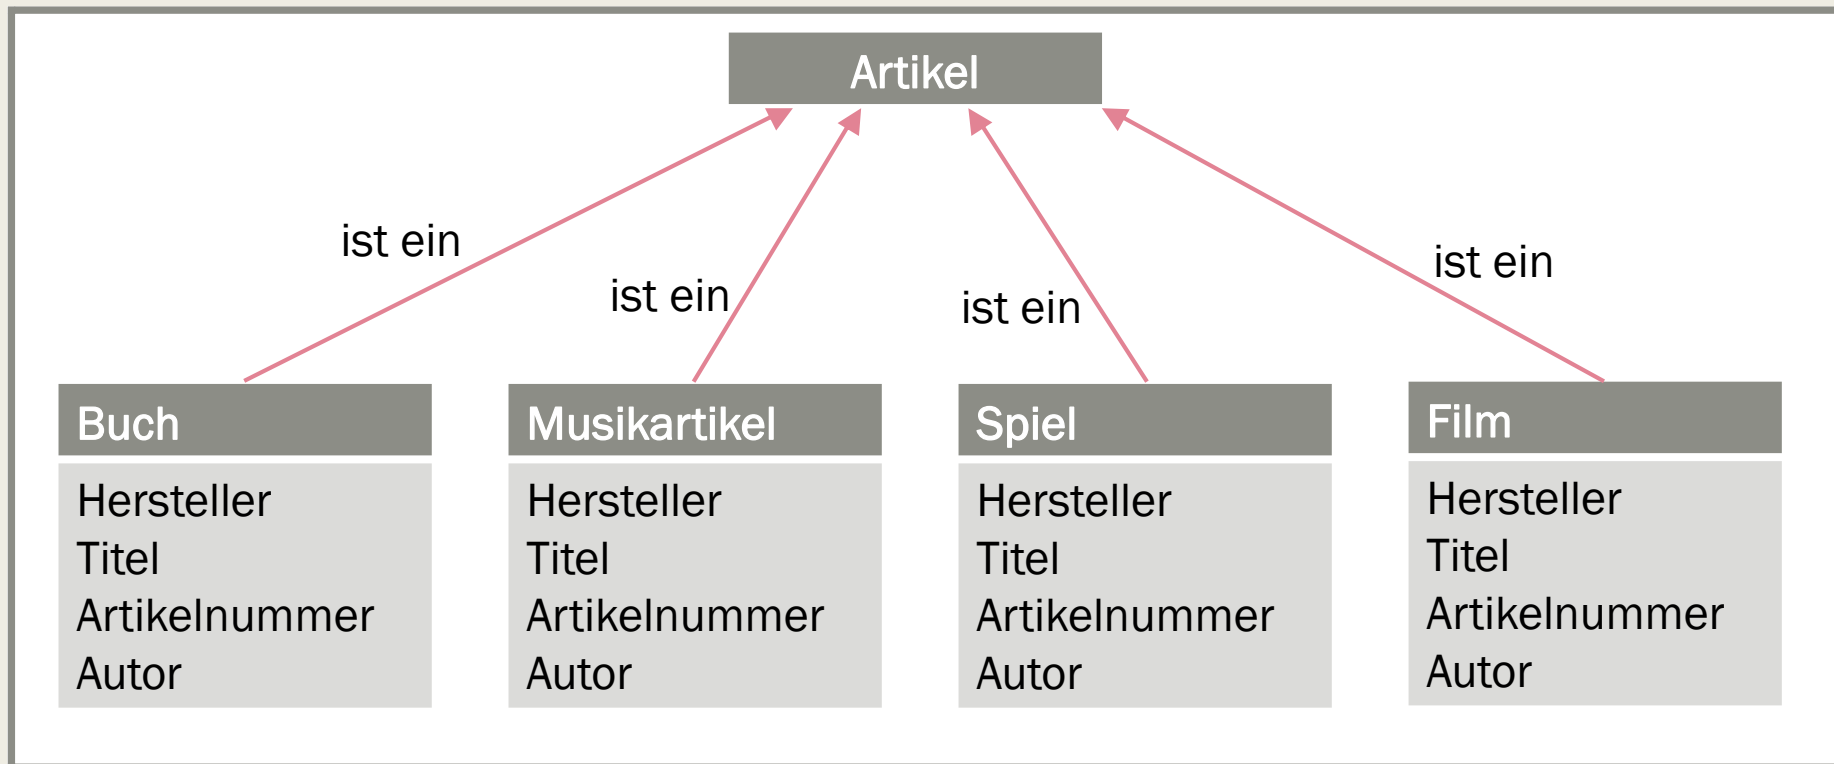 Artikel
ist ein
ist ein
ist ein
ist ein
Buch
Hersteller
Titel
Artikelnummer
Autor
Musikartikel
Hersteller
Titel
Artikelnummer
Autor
Spiel
Hersteller
Titel
Artikelnummer
Autor
Film
Hersteller
Titel
Artikelnummer
Autor